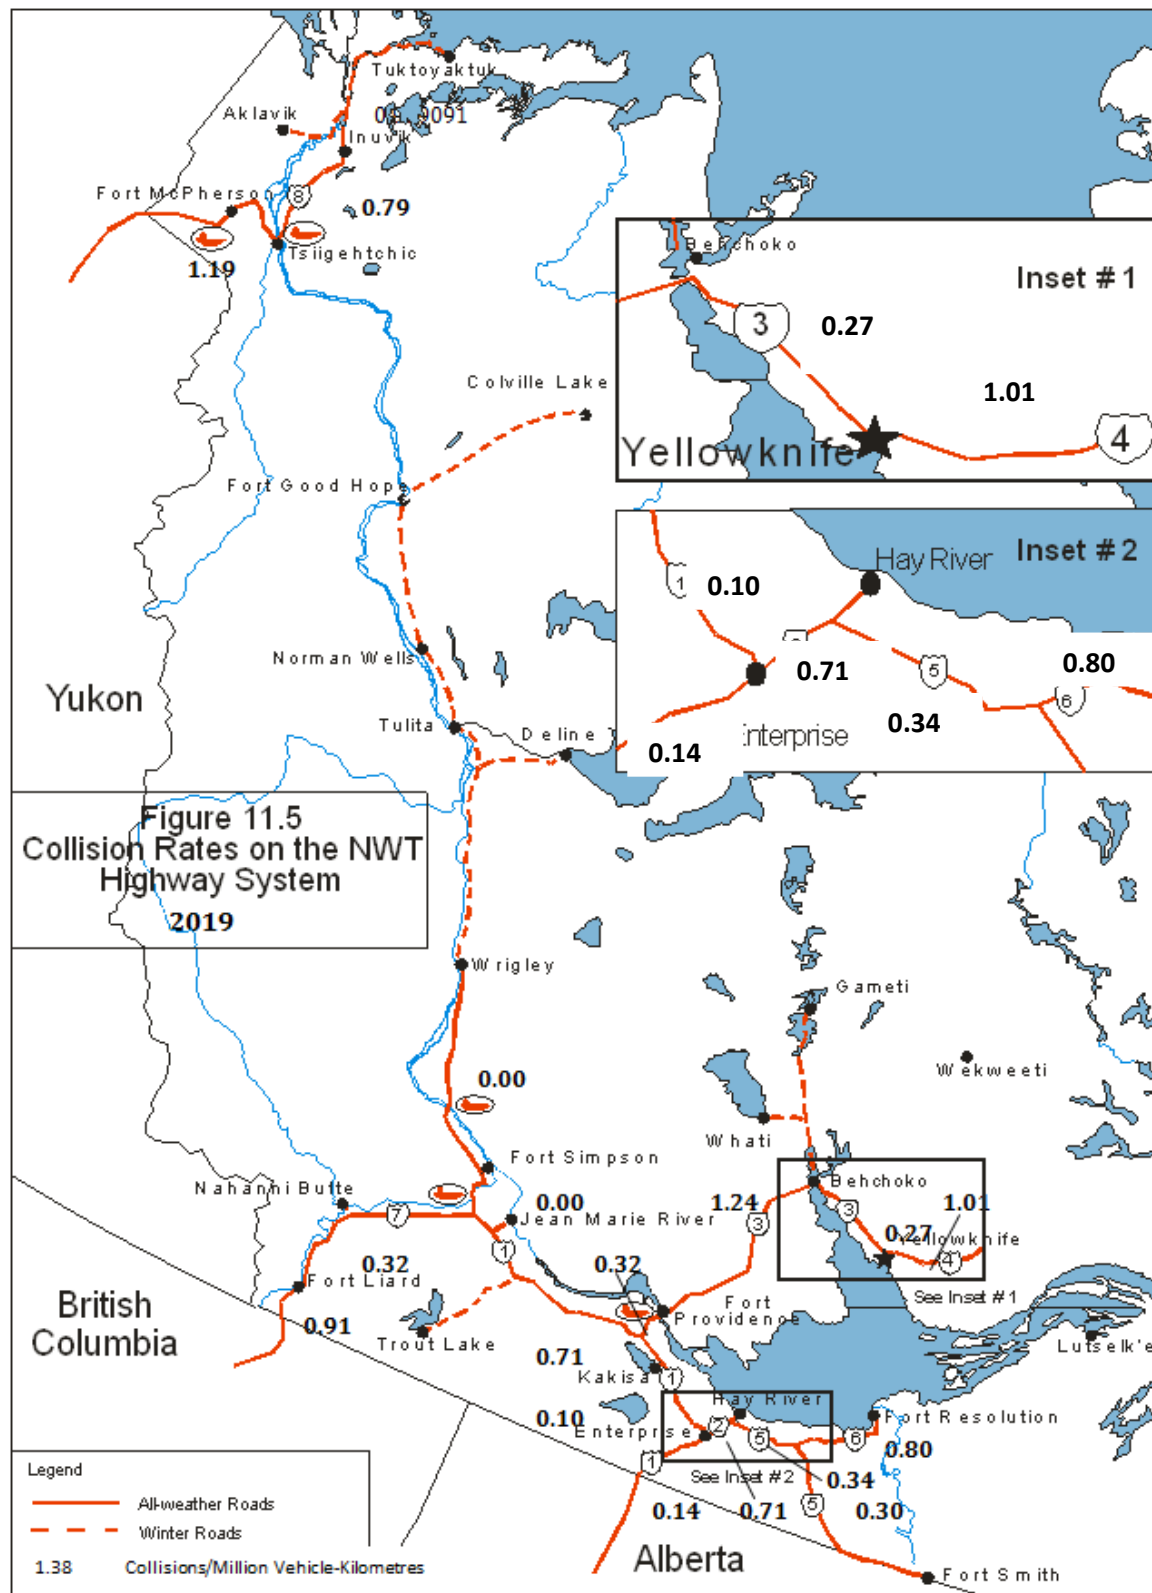 Tuktoyaktuk
Aklavik
Inuvik
Fort McPherson
8
0.79
Tsiigehtchic
1.19
Behchoko
Inset # 1
3
0.27
1.01
Yellowknife
4
Colville Lake
Fort Good Hope
Hay River
Inset # 2
1
0.10
0.71
5
0.80
6
0.34
0.14
Norman Wells
Yukon
Tulita
Deline
Figure 11.5
Collision Rates on the NWT
Highway System
2019
Wrigley
Gameti
Wekweeti
0.00
Whati
Fort Simpson
Behchoko
Nahanni Butte
7
0.00
Jean Marie River
1.24
3
3
1.01
0.27
Yellowknife
4
1
0.32
0.32
Fort Liard
See Inset #1
British
Columbia
0.91
Fort
Providence
Trout Lake
Lutselk'e
0.71
Kakisa
1
0.10
Hay River
Enterprise
2
5
6
Fort Resolution
0.80
1
See Inset #2
0.34
0.14
0.71
5
0.30
Alberta
Fort Smith
Legend
All-weather Roads
Winter Roads
1.38 Collisions/Million Vehicle-Kilometres